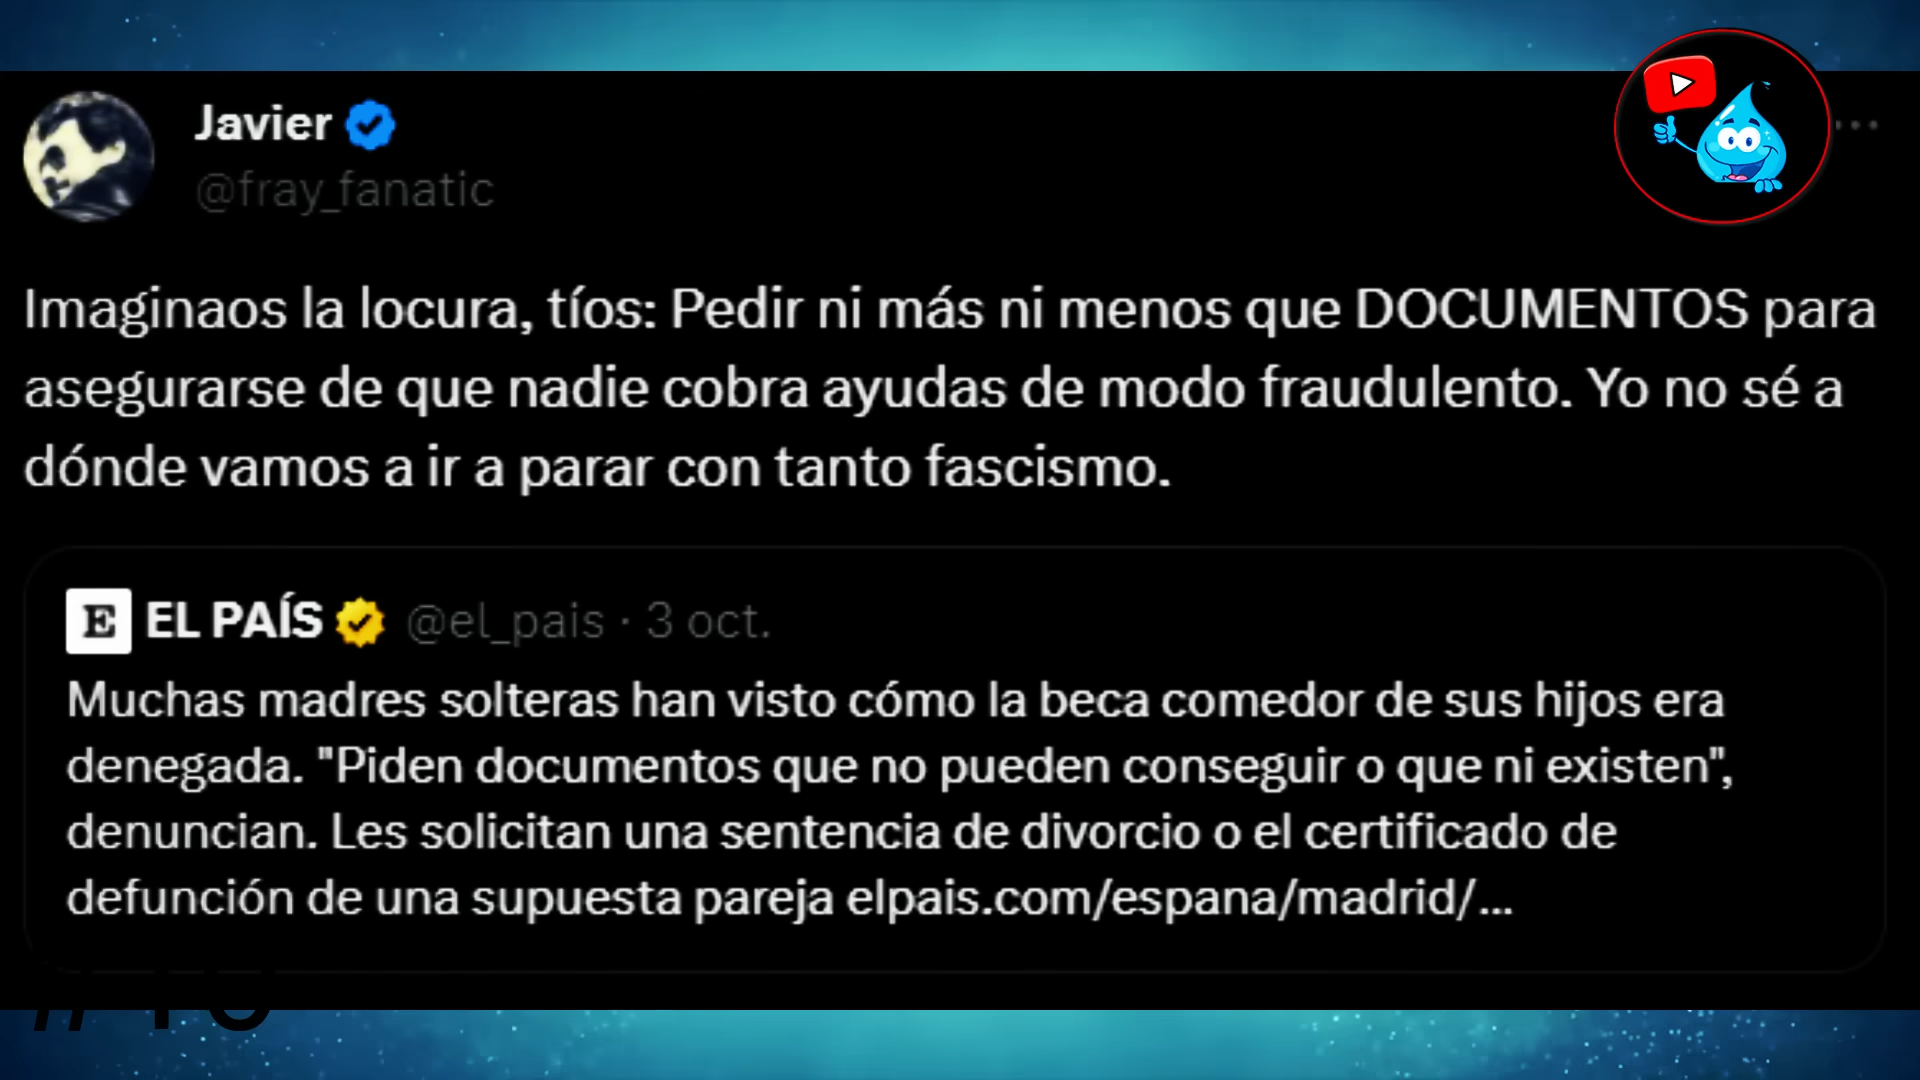 Javier
@fray_fanatic
Imaginaos la locura, tíos: Pedir ni más ni menos que DOCUMENTOS para
asegurarse de que nadie cobra ayudas de modo fraudulento. Yo no sé a
dónde vamos a ir a parar con tanto fascismo.
E EL PAÍS @el_pais · 3 oct.
Muchas madres solteras han visto cómo la beca comedor de sus hijos era
denegada. "Piden documentos que no pueden conseguir o que ni existen",
denuncian. Les solicitan una sentencia de divorcio o el certificado de
defunción de una supuesta pareja elpais.com/espana/madrid/...